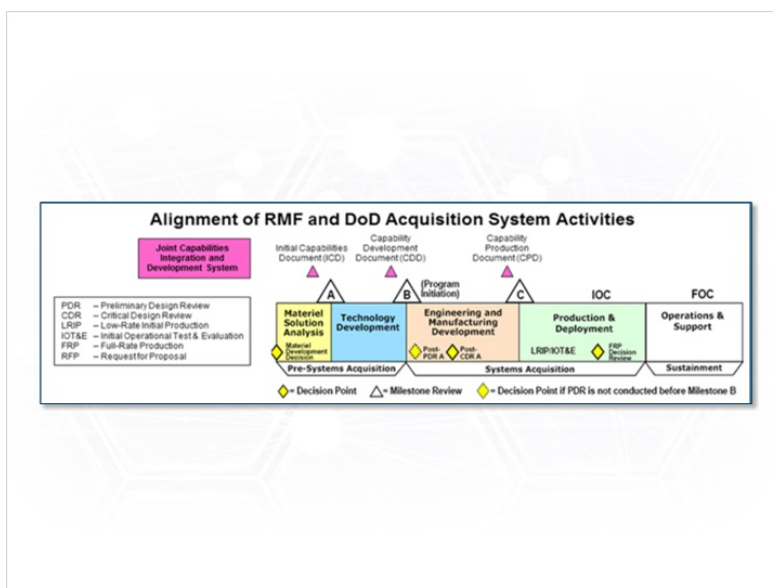 Alignment of RMF and DoD Acquisition System Activities
Joint Capabilities
Integration and
Development System
Initial Capabilities
Document (ICD)
Capability
Development
Document (CDD)
Capability
Production
Document (CPD)
PDR – Preliminary Design Review
CDR – Critical Design Review
LRIP – Low-Rate Initial Production
IOT&E – Initial Operational Test & Evaluation
FRP – Full-Rate Production
RFP – Request for Proposal
A
B
(Program
Initiation)
C
IOC
FOC
Materiel
Solution
Analysis
Technology
Development
Engineering and
Manufacturing
Development
Production &
Deployment
Operations &
Support
Materiel
Development
Decision
Post-
PDR A
Post-
CDR A
LRIP/IOT&E
FRP
Decision
Review
Pre-Systems Acquisition
Systems Acquisition
Sustainment
= Decision Point
= Milestone Review
= Decision Point if PDR is not conducted before Milestone B